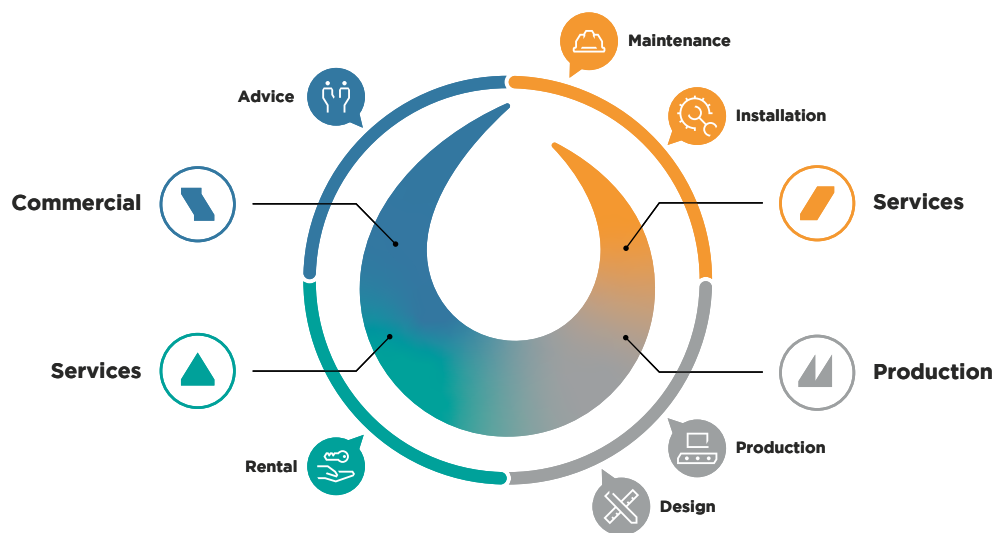 Maintenance
Advice
Installation
Commercial
Services
Services
Production
Production
Rental
Design